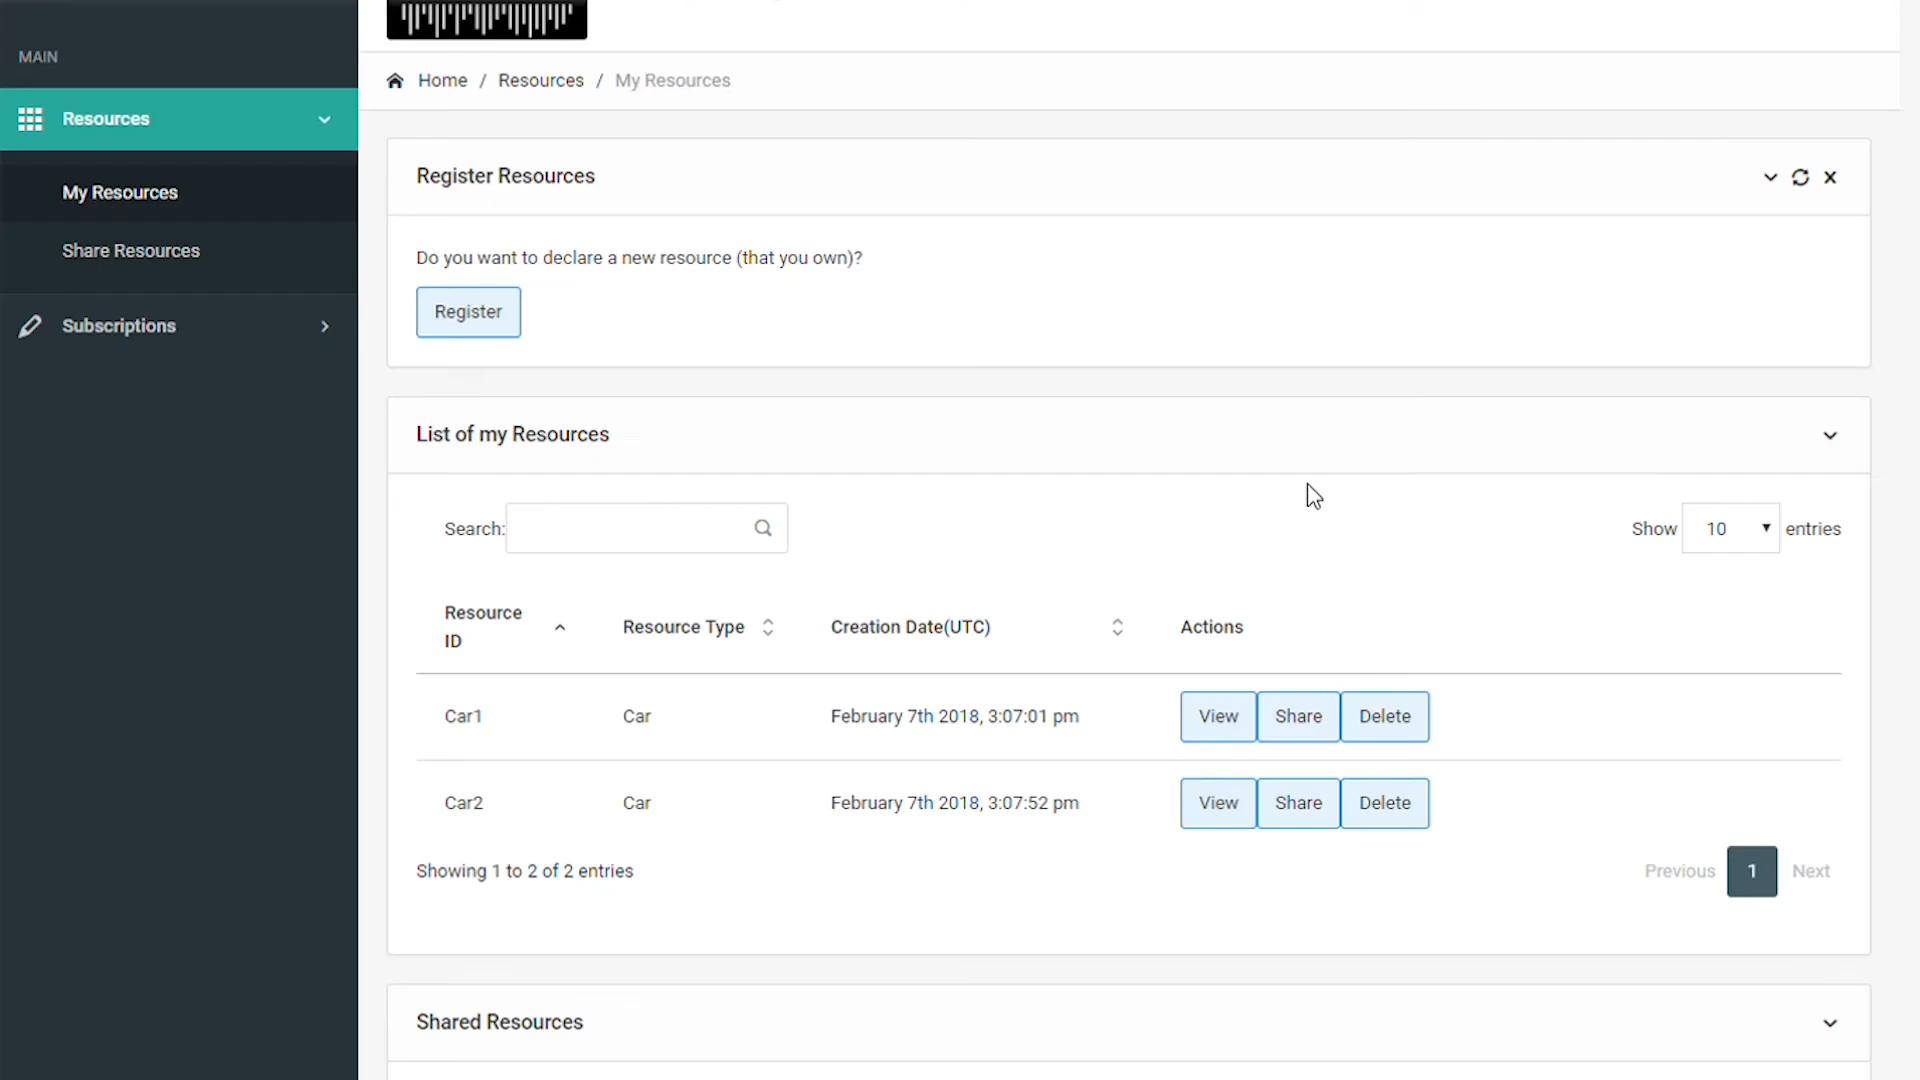 MAIN
Resources
My Resources
Share Resources
Subscriptions
Home / Resources / My Resources
Register Resources
Do you want to declare a new resource (that you own)?
Register
List of my Resources
Search:
Show 10 entries
Resource ID
Resource Type
Creation Date(UTC)
Actions
Car1 Car February 7th 2018, 3:07:01 pm View Share Delete
Car2 Car February 7th 2018, 3:07:52 pm View Share Delete
Showing 1 to 2 of 2 entries
Previous 1 Next
Shared Resources